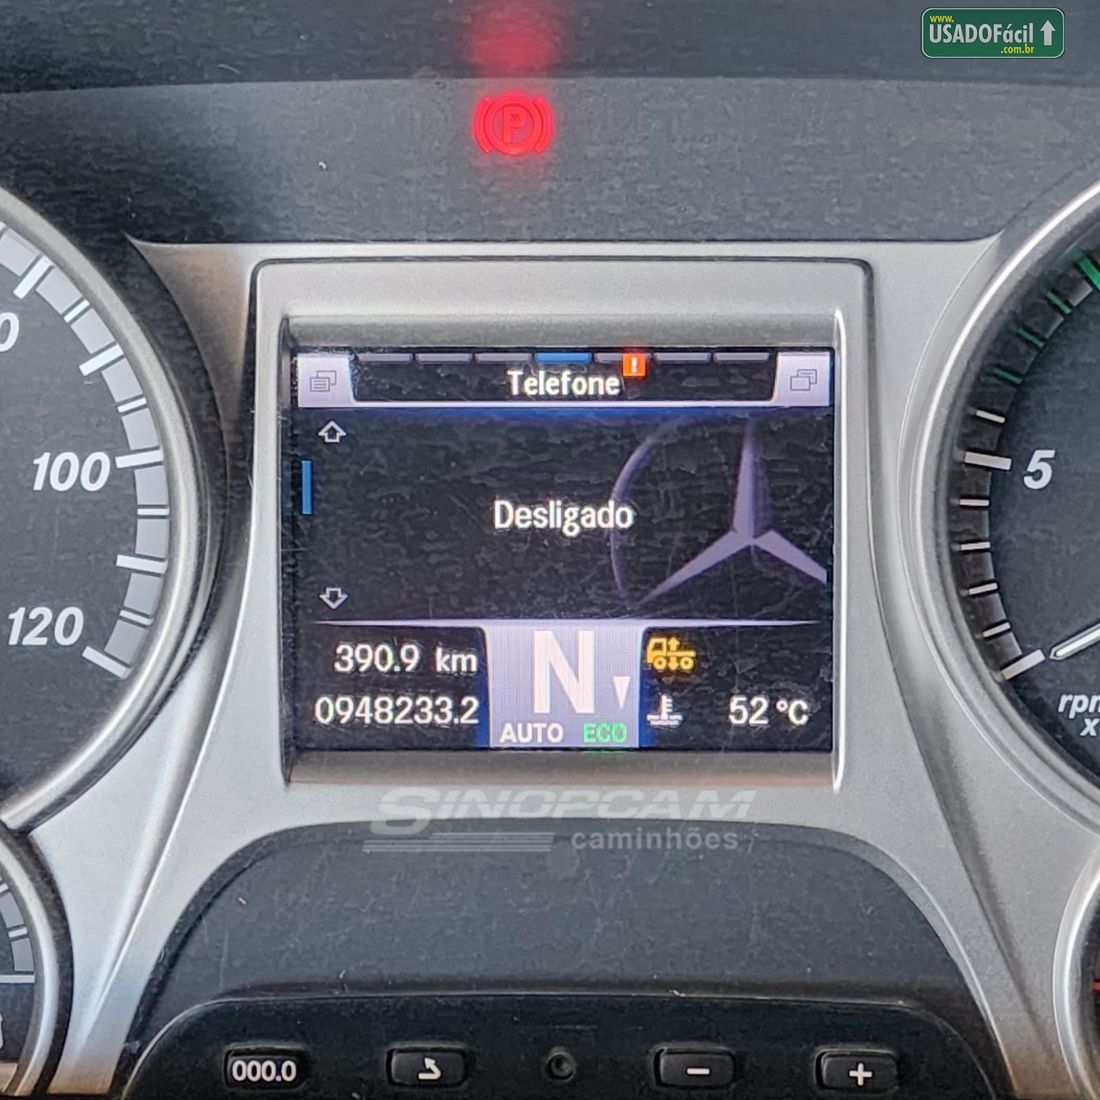 www.
USADOFácil
.com.br
P
Telefone
!
Desligado
100
120
5
390.9 km
0948233.2
N
AUTO ECO
52 °C
rpm
x
SINOPCAM
caminhões
000.0
- +